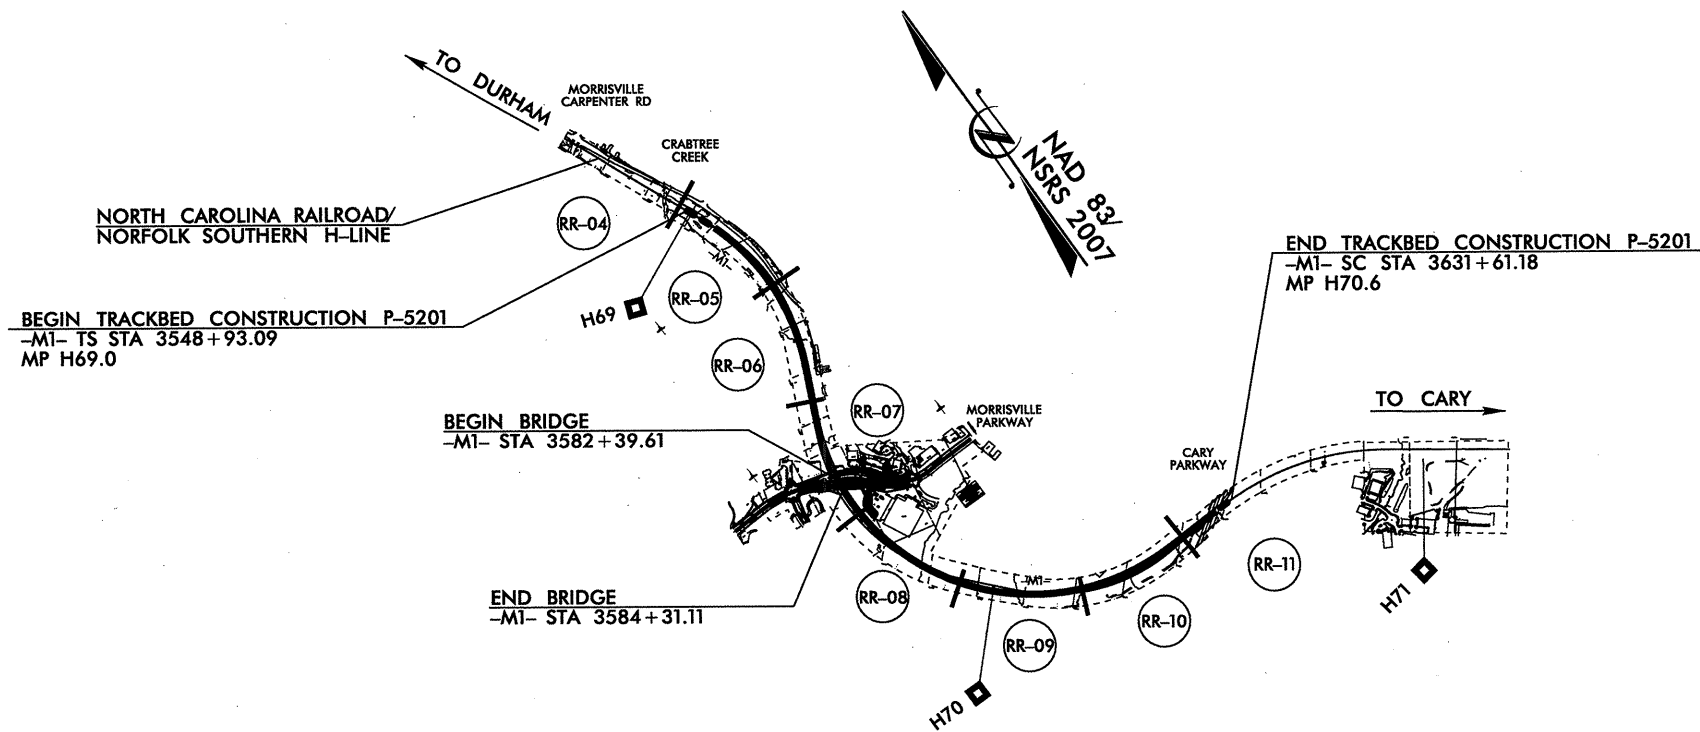 TO DURHAM
MORRISVILLE
CARPENTER RD
CRABTREE
CREEK
NAD 83/
NSRS 2007
NORTH CAROLINA RAILROAD/
NORFOLK SOUTHERN H-LINE
RR-04
END TRACKBED CONSTRUCTION P-5201
-M1- SC STA 3631+61.18
MP H70.6
-M1-
RR-05
H69
BEGIN TRACKBED CONSTRUCTION P-5201
-M1- TS STA 3548+93.09
MP H69.0
RR-06
RR-07
MORRISVILLE
PARKWAY
TO CARY
BEGIN BRIDGE
-M1- STA 3582+39.61
CARY
PARKWAY
RR-11
-M1-
H71
END BRIDGE
-M1- STA 3584+31.11
RR-08
RR-10
RR-09
H70